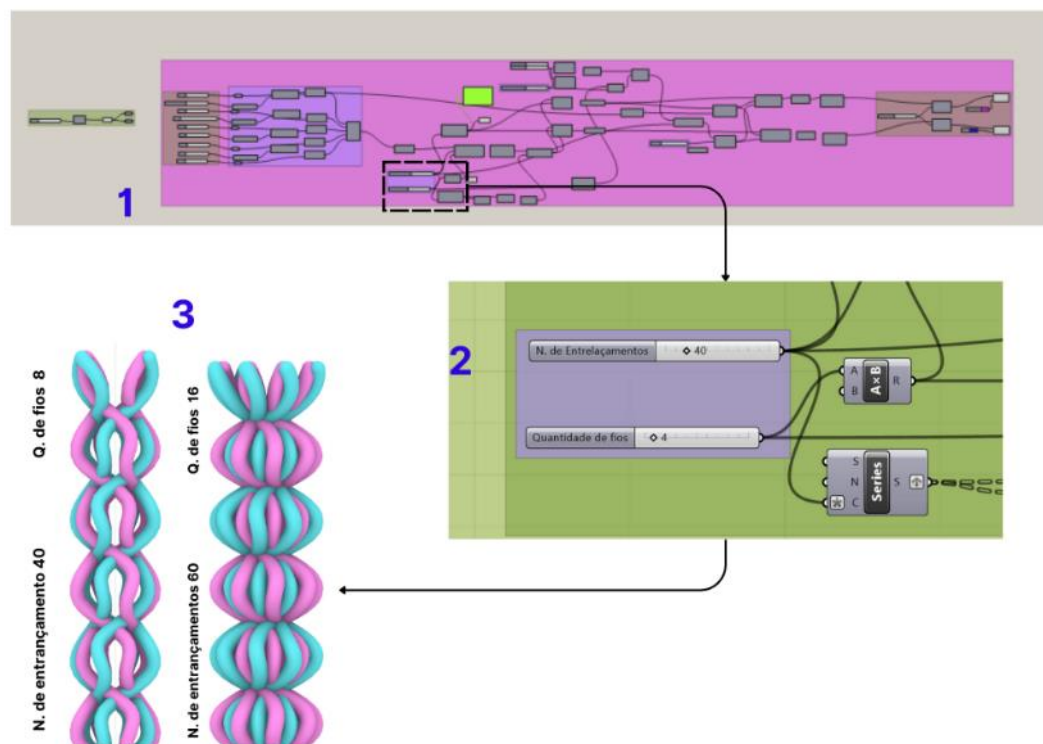 1
2
N. de Entrelaçamentos
40
A
B
A×B
R
Quantidade de fios
4
S
N
C
Series
S
3
Q. de fios 8
N. de entrançamento 40
Q. de fios 16
N. de entrançamentos 60